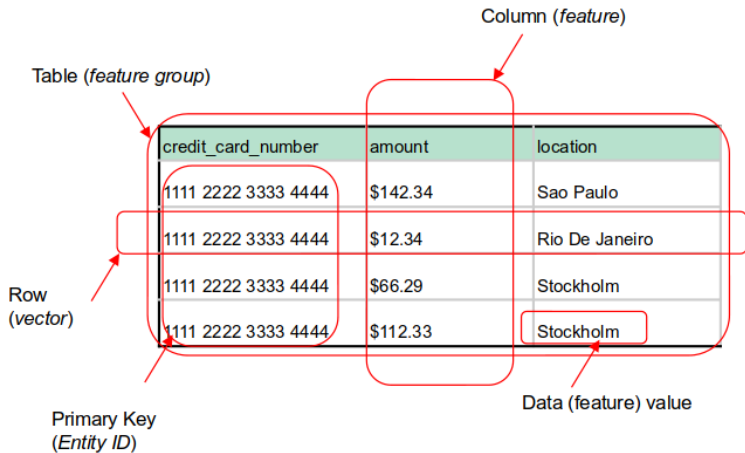 Column (feature)
Table (feature group)
credit_card_number amount location
1111 2222 3333 4444 $142.34 Sao Paulo
1111 2222 3333 4444 $12.34 Rio De Janeiro
1111 2222 3333 4444 $66.29 Stockholm
1111 2222 3333 4444 $112.33 Stockholm
Row
(vector)
Primary Key
(Entity ID)
Data (feature) value